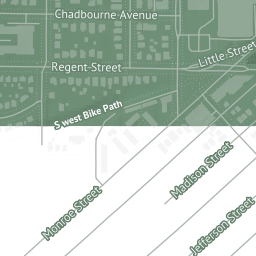 Chadbourne Avenue
Little Street
Regent Street
S west Bike Path
Madison Street
Monroe Street
Jefferson Street